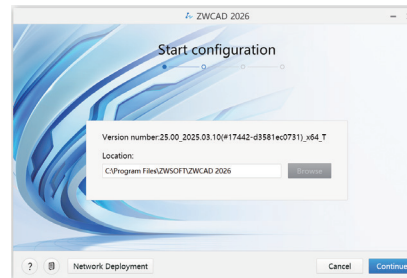 ZWCAD 2026
Start configuration
Version number:25.00_2025.03.10(#17442-d3581ec0731)_x64_T
Location:
C:\Program Files\ZWSOFT\ZWCAD 2026
Browse
? Network Deployment Cancel Continue